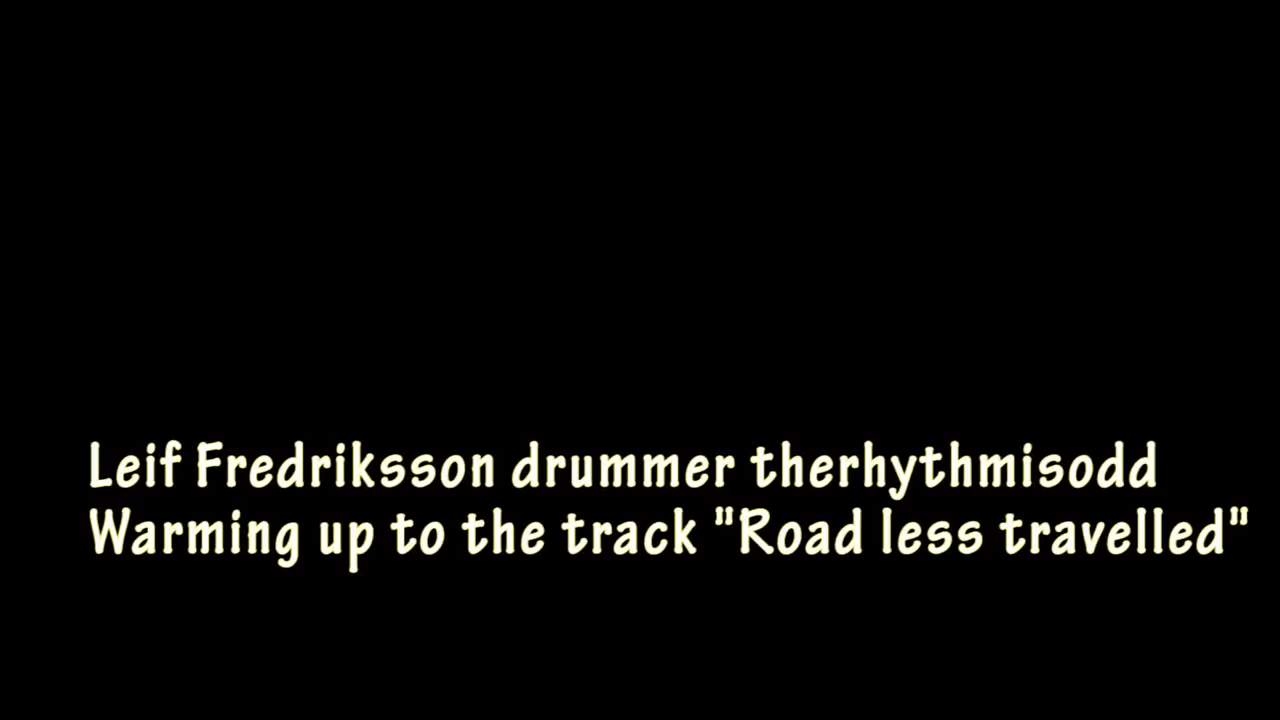 Leif Fredriksson drummer therhythmisodd
Warming up to the track "Road less travelled"